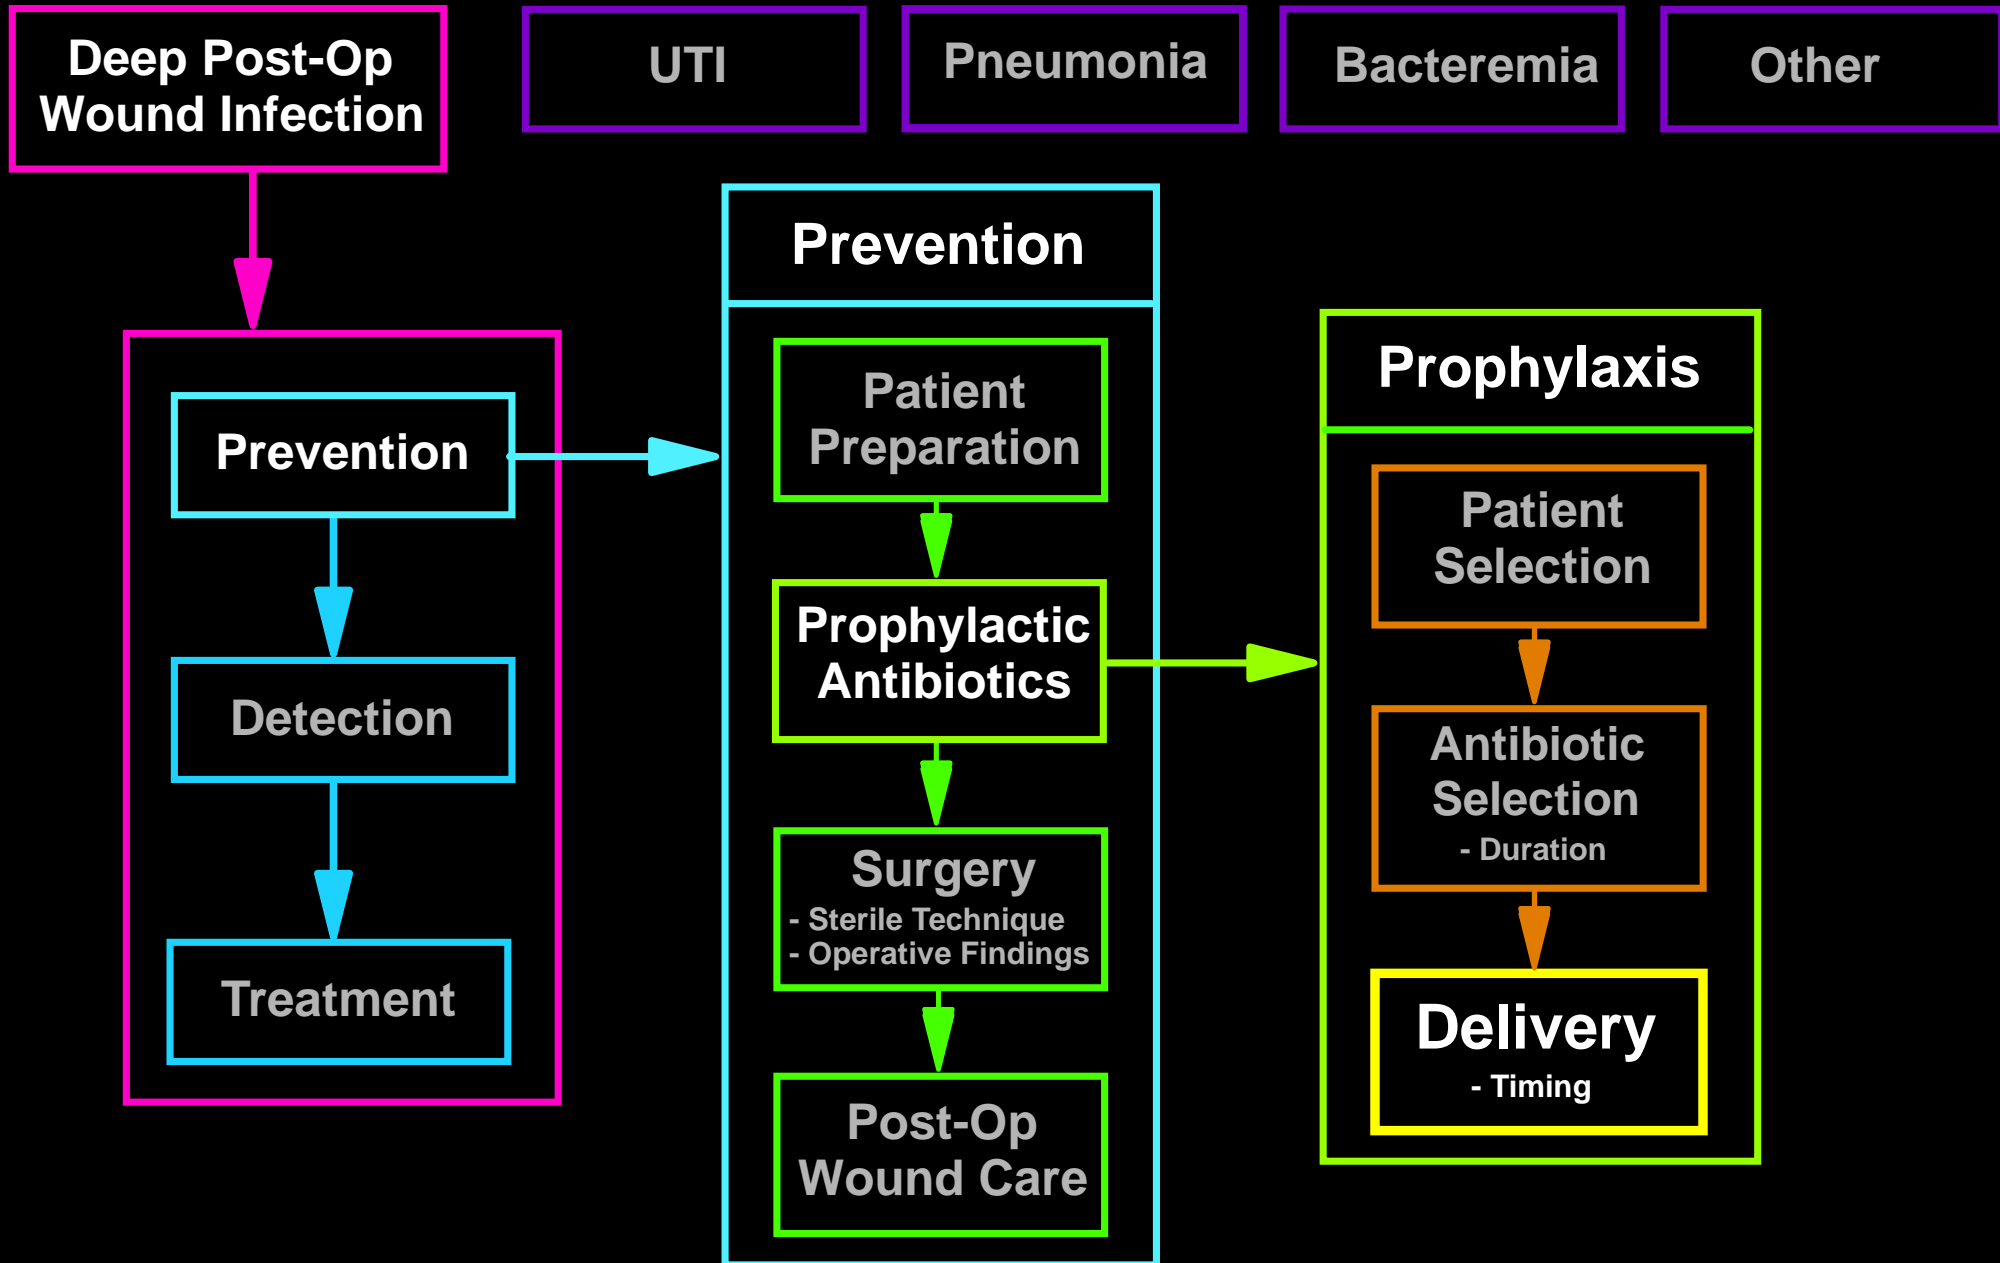 Deep Post-Op
Wound Infection
UTI
Pneumonia
Bacteremia
Other
Prevention
Detection
Treatment
Prevention
Patient
Preparation
Prophylactic
Antibiotics
Surgery
- Sterile Technique
- Operative Findings
Post-Op
Wound Care
Prophylaxis
Patient
Selection
Antibiotic
Selection
- Duration
Delivery
- Timing